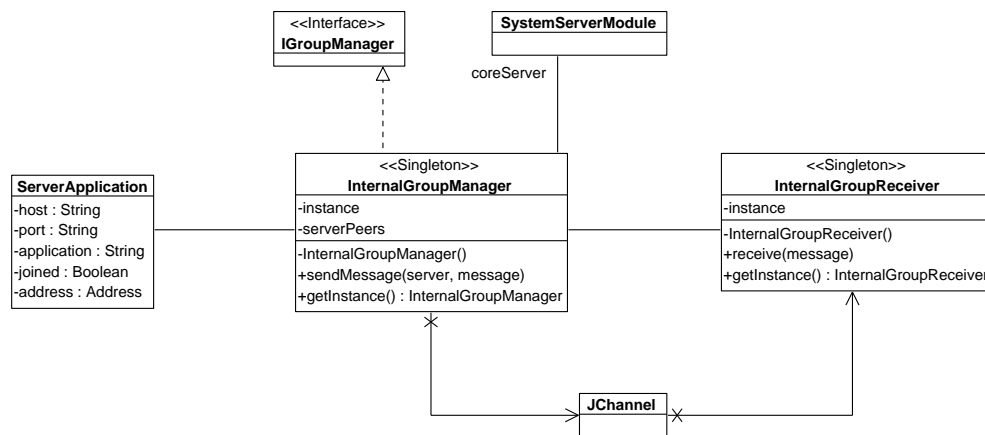 <<Interface>>
IGroupManager
SystemServerModule
coreServer
ServerApplication
-host : String
-port : String
-application : String
-joined : Boolean
-address : Address
<<Singleton>>
InternalGroupManager
-instance
-serverPeers
-InternalGroupManager()
+sendMessage(server, message)
+getInstance() : InternalGroupManager
<<Singleton>>
InternalGroupReceiver
-instance
-InternalGroupReceiver()
+receive(message)
+getInstance() : InternalGroupReceiver
JChannel